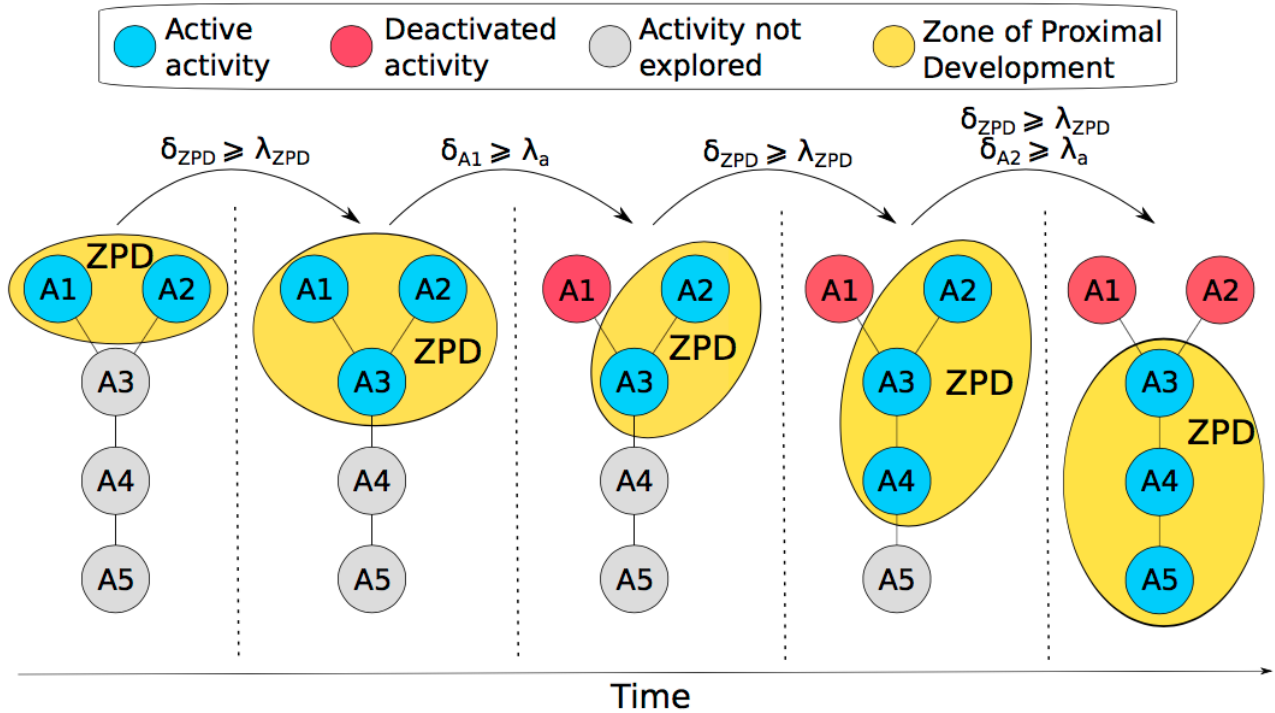 Active
activity
Deactivated
activity
Activity not
explored
Zone of Proximal
Development
δZPD ⩾ λZPD
δA1 ⩾ λa
δZPD ⩾ λZPD
δZPD ⩾ λZPD
δA2 ⩾ λa
ZPD
A1
A2
A3
A4
A5
A1
A2
ZPD
A3
A4
A5
A1
A2
ZPD
A3
A4
A5
A1
A2
A3
ZPD
A4
A5
A1
A2
A3
ZPD
A4
A5
Time